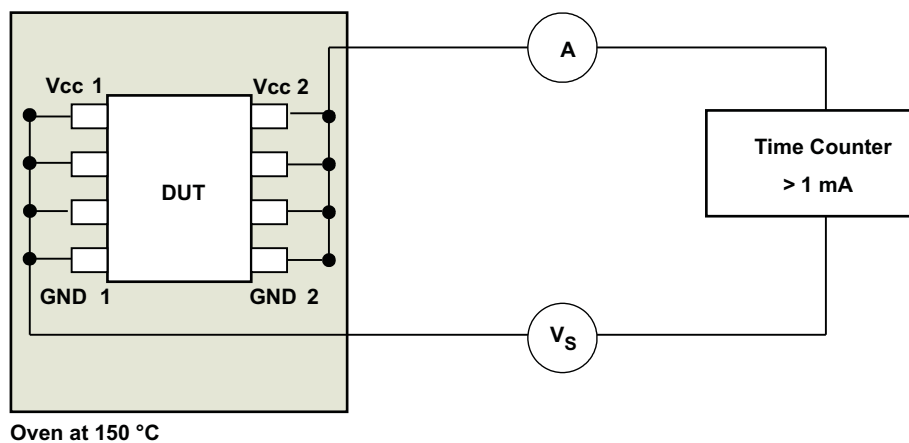 A
Vcc 1
Vcc 2
Time Counter
> 1 mA
DUT
GND 1
GND 2
VS
Oven at 150 °C